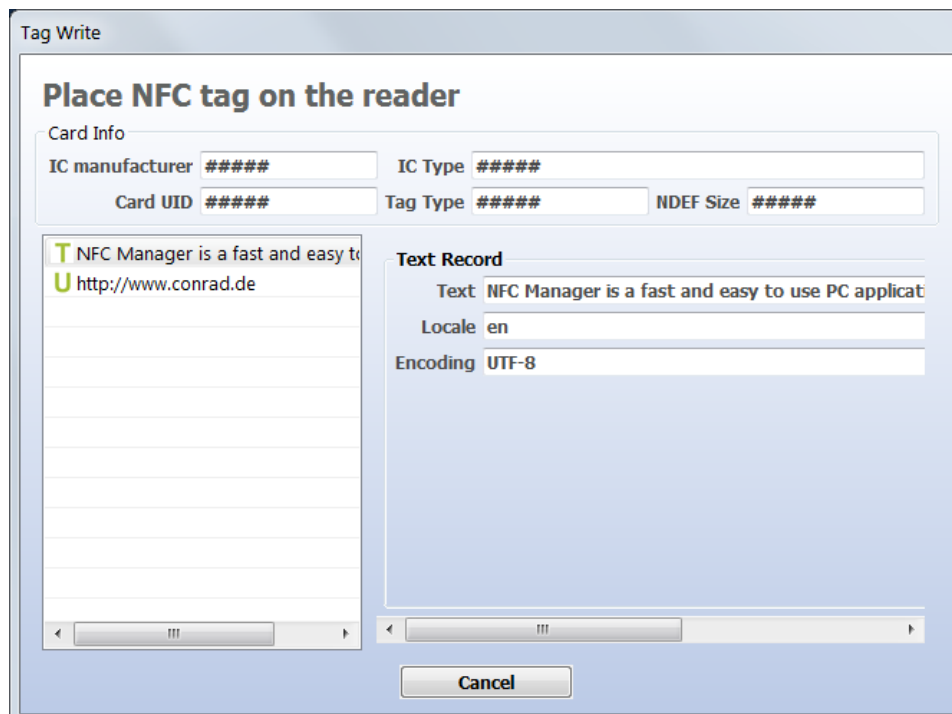 Tag Write
Place NFC tag on the reader
Card Info
IC manufacturer ##### IC Type #####
Card UID ##### Tag Type ##### NDEF Size #####
T NFC Manager is a fast and easy to
U http://www.conrad.de
Text Record
Text NFC Manager is a fast and easy to use PC applicati
Locale en
Encoding UTF-8
Cancel